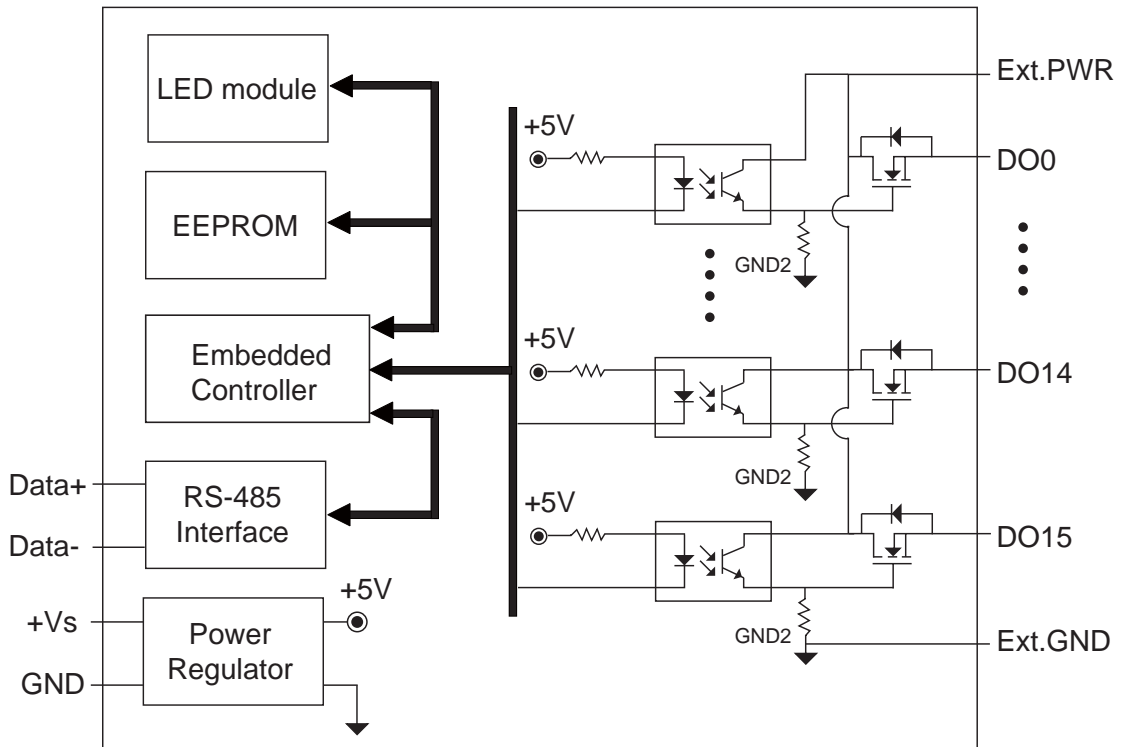 LED module
EEPROM
Embedded
Controller
RS-485
Interface
Power
Regulator
Data+
Data-
+Vs
GND
+5V
+5V
GND2
+5V
GND2
+5V
GND2
Ext.PWR
DO0
DO14
DO15
Ext.GND